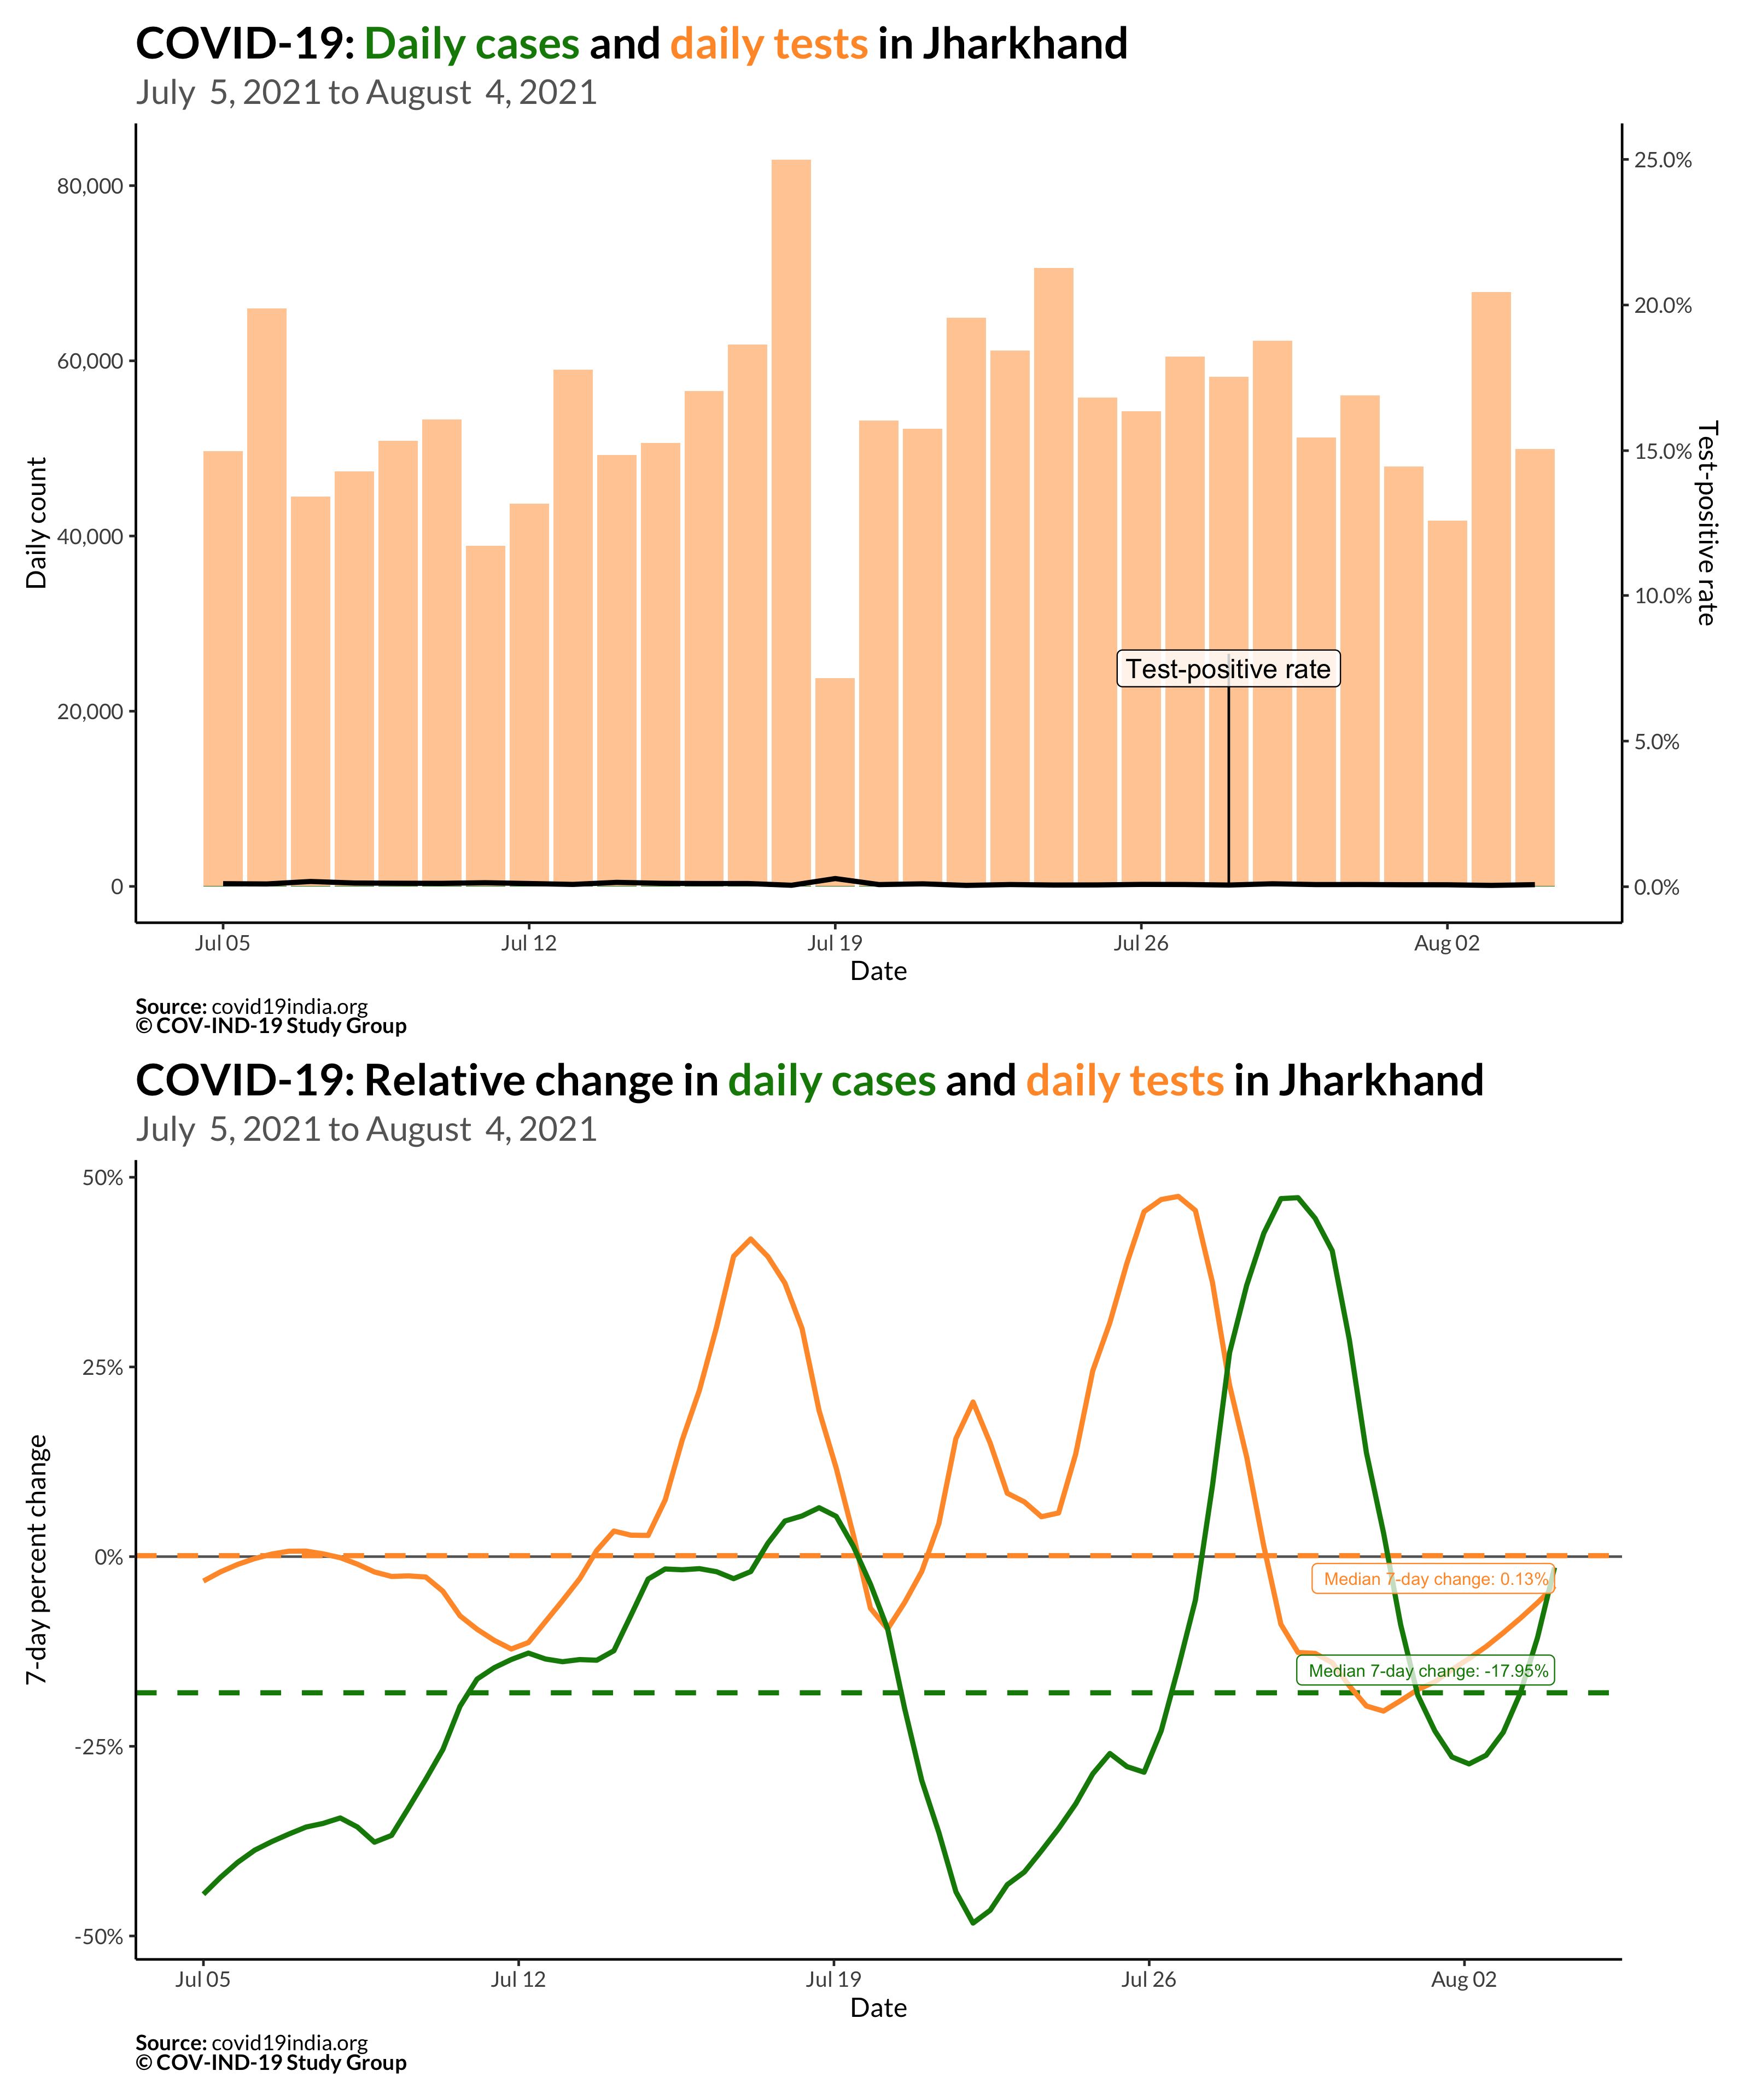 COVID-19: Daily cases and daily tests in Jharkhand
July 5, 2021 to August 4, 2021
80,000
60,000
40,000
20,000
0
Daily count
25.0%
20.0%
15.0%
10.0%
5.0%
0.0%
Test-positive rate
Test-positive rate
Jul 05
Jul 12
Jul 19
Jul 26
Aug 02
Date
Source: covid19india.org
© COV-IND-19 Study Group
COVID-19: Relative change in daily cases and daily tests in Jharkhand
July 5, 2021 to August 4, 2021
50%
25%
0%
-25%
-50%
7-day percent change
Median 7-day change: 0.13%
Median 7-day change: -17.95%
Jul 05
Jul 12
Jul 19
Jul 26
Aug 02
Date
Source: covid19india.org
© COV-IND-19 Study Group